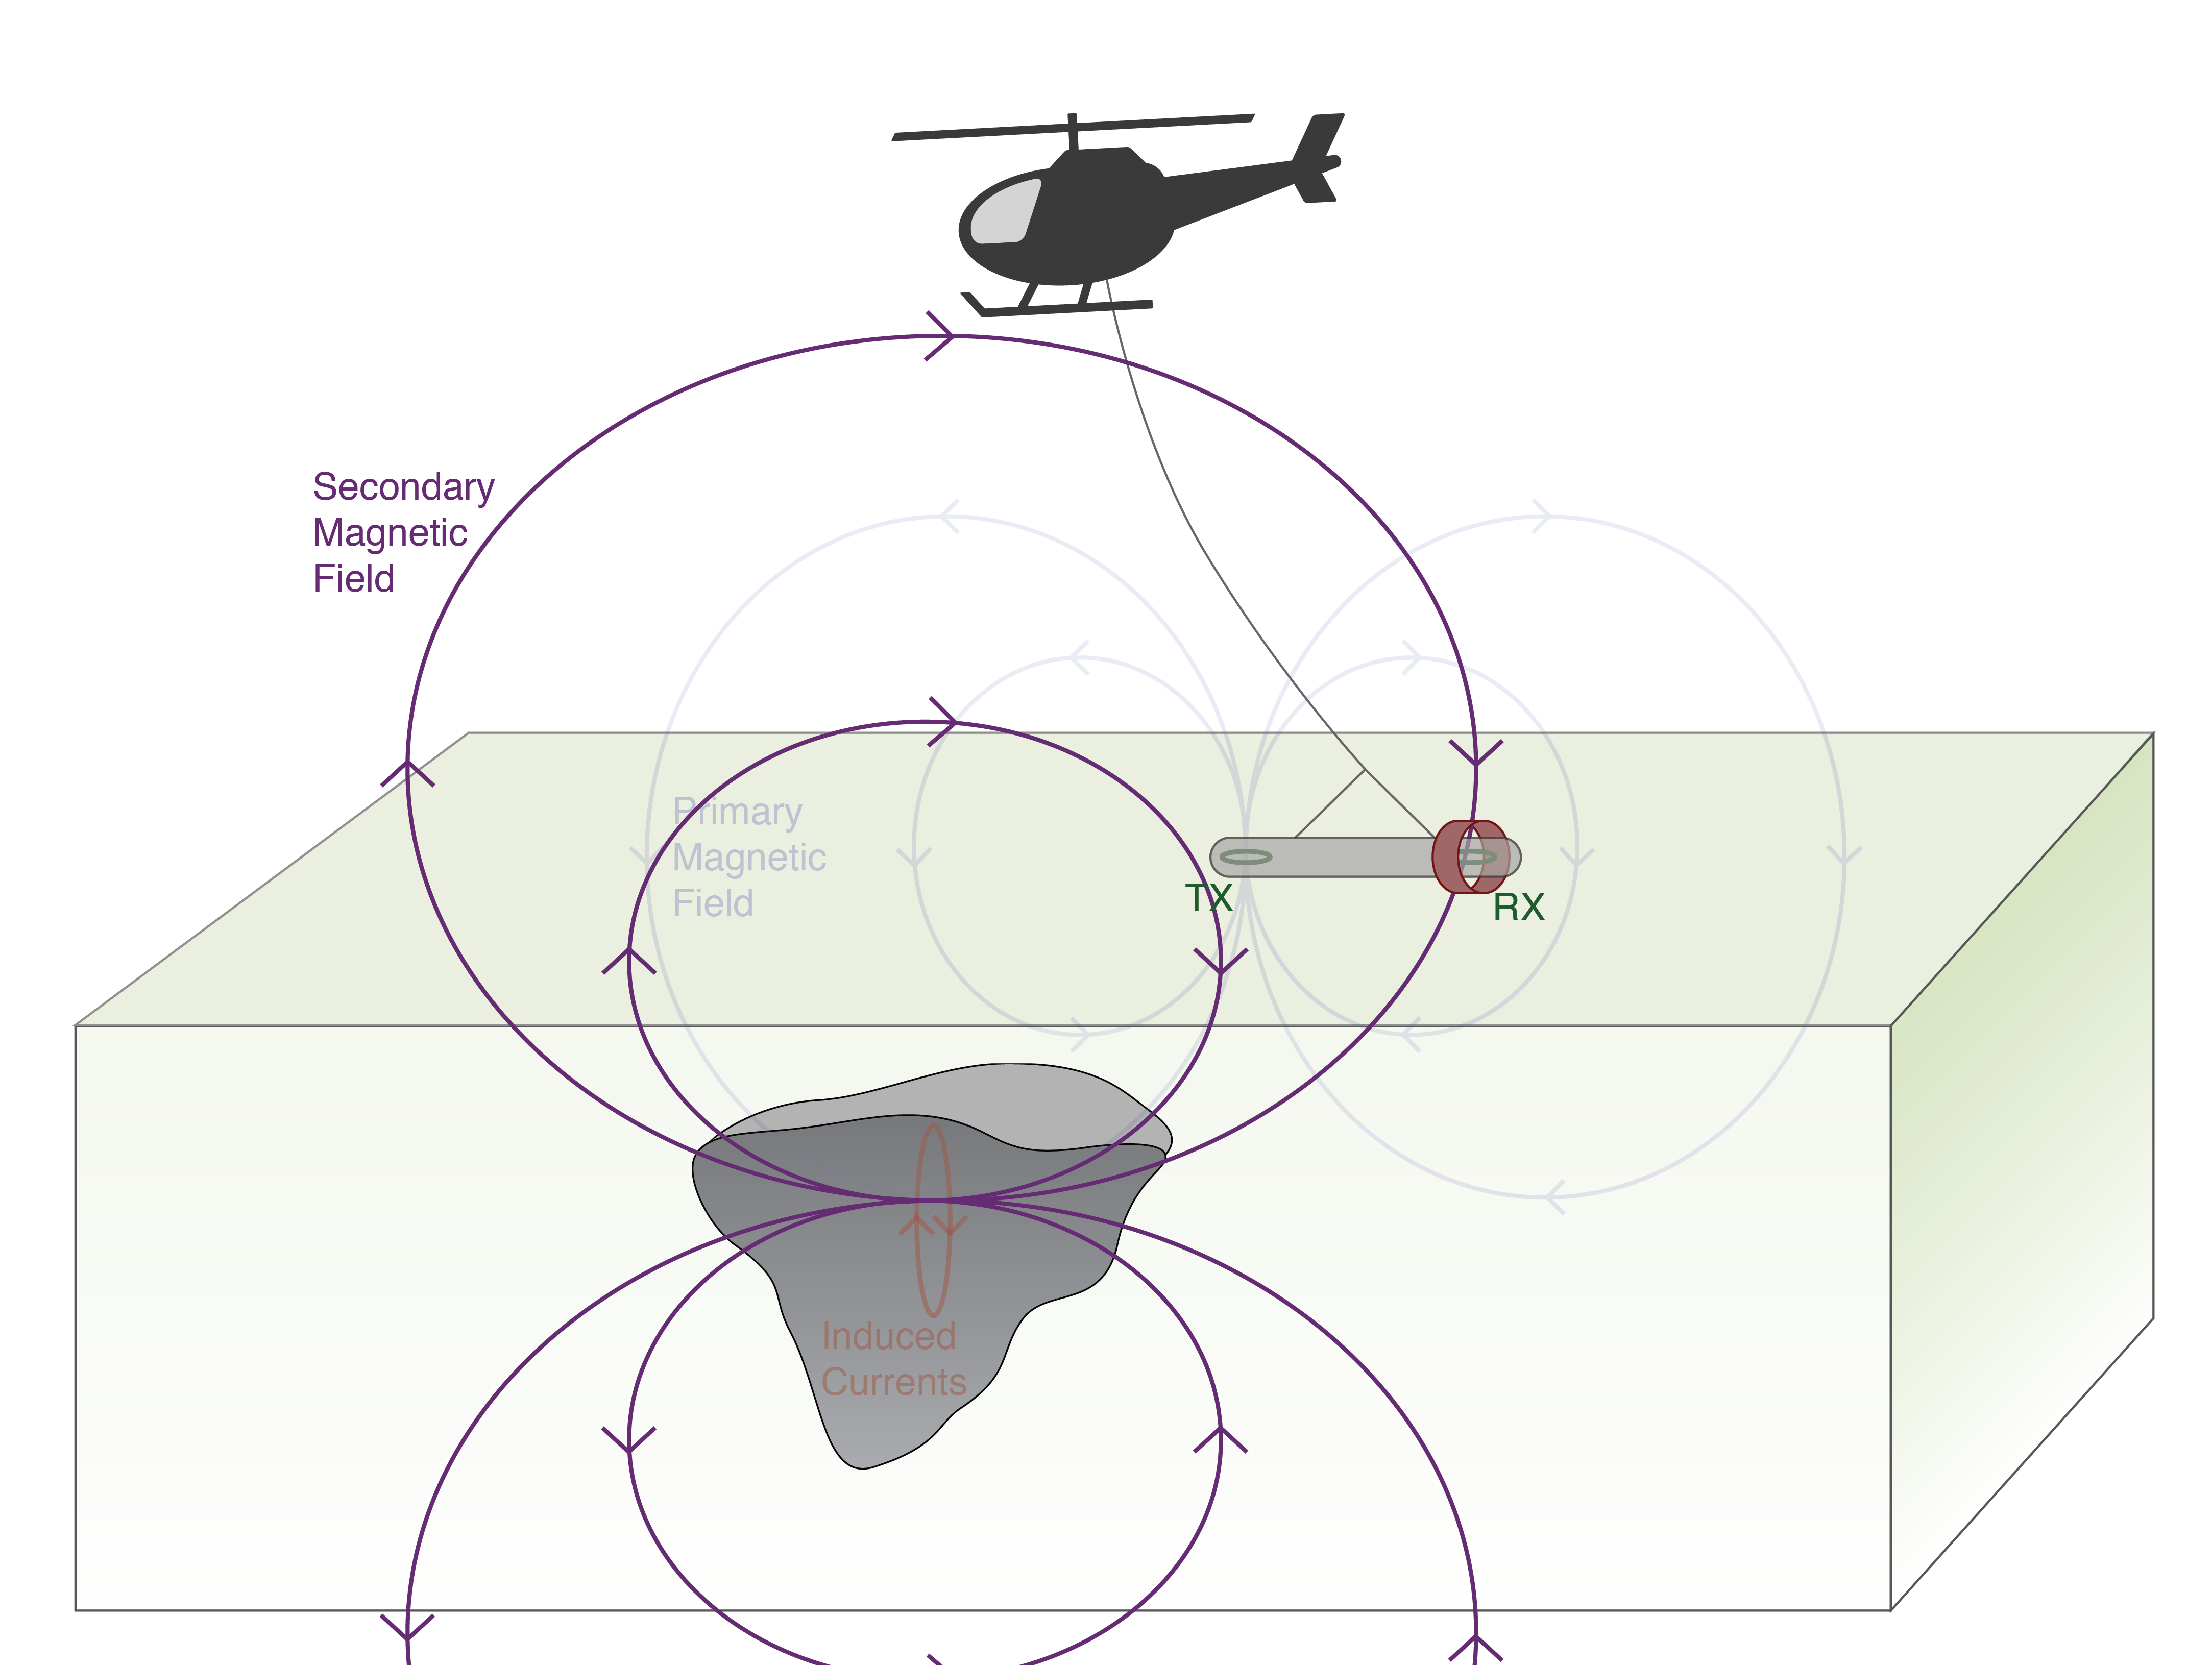 Secondary
Magnetic
Field
Primary
Magnetic
Field
TX
RX
Induced
Currents